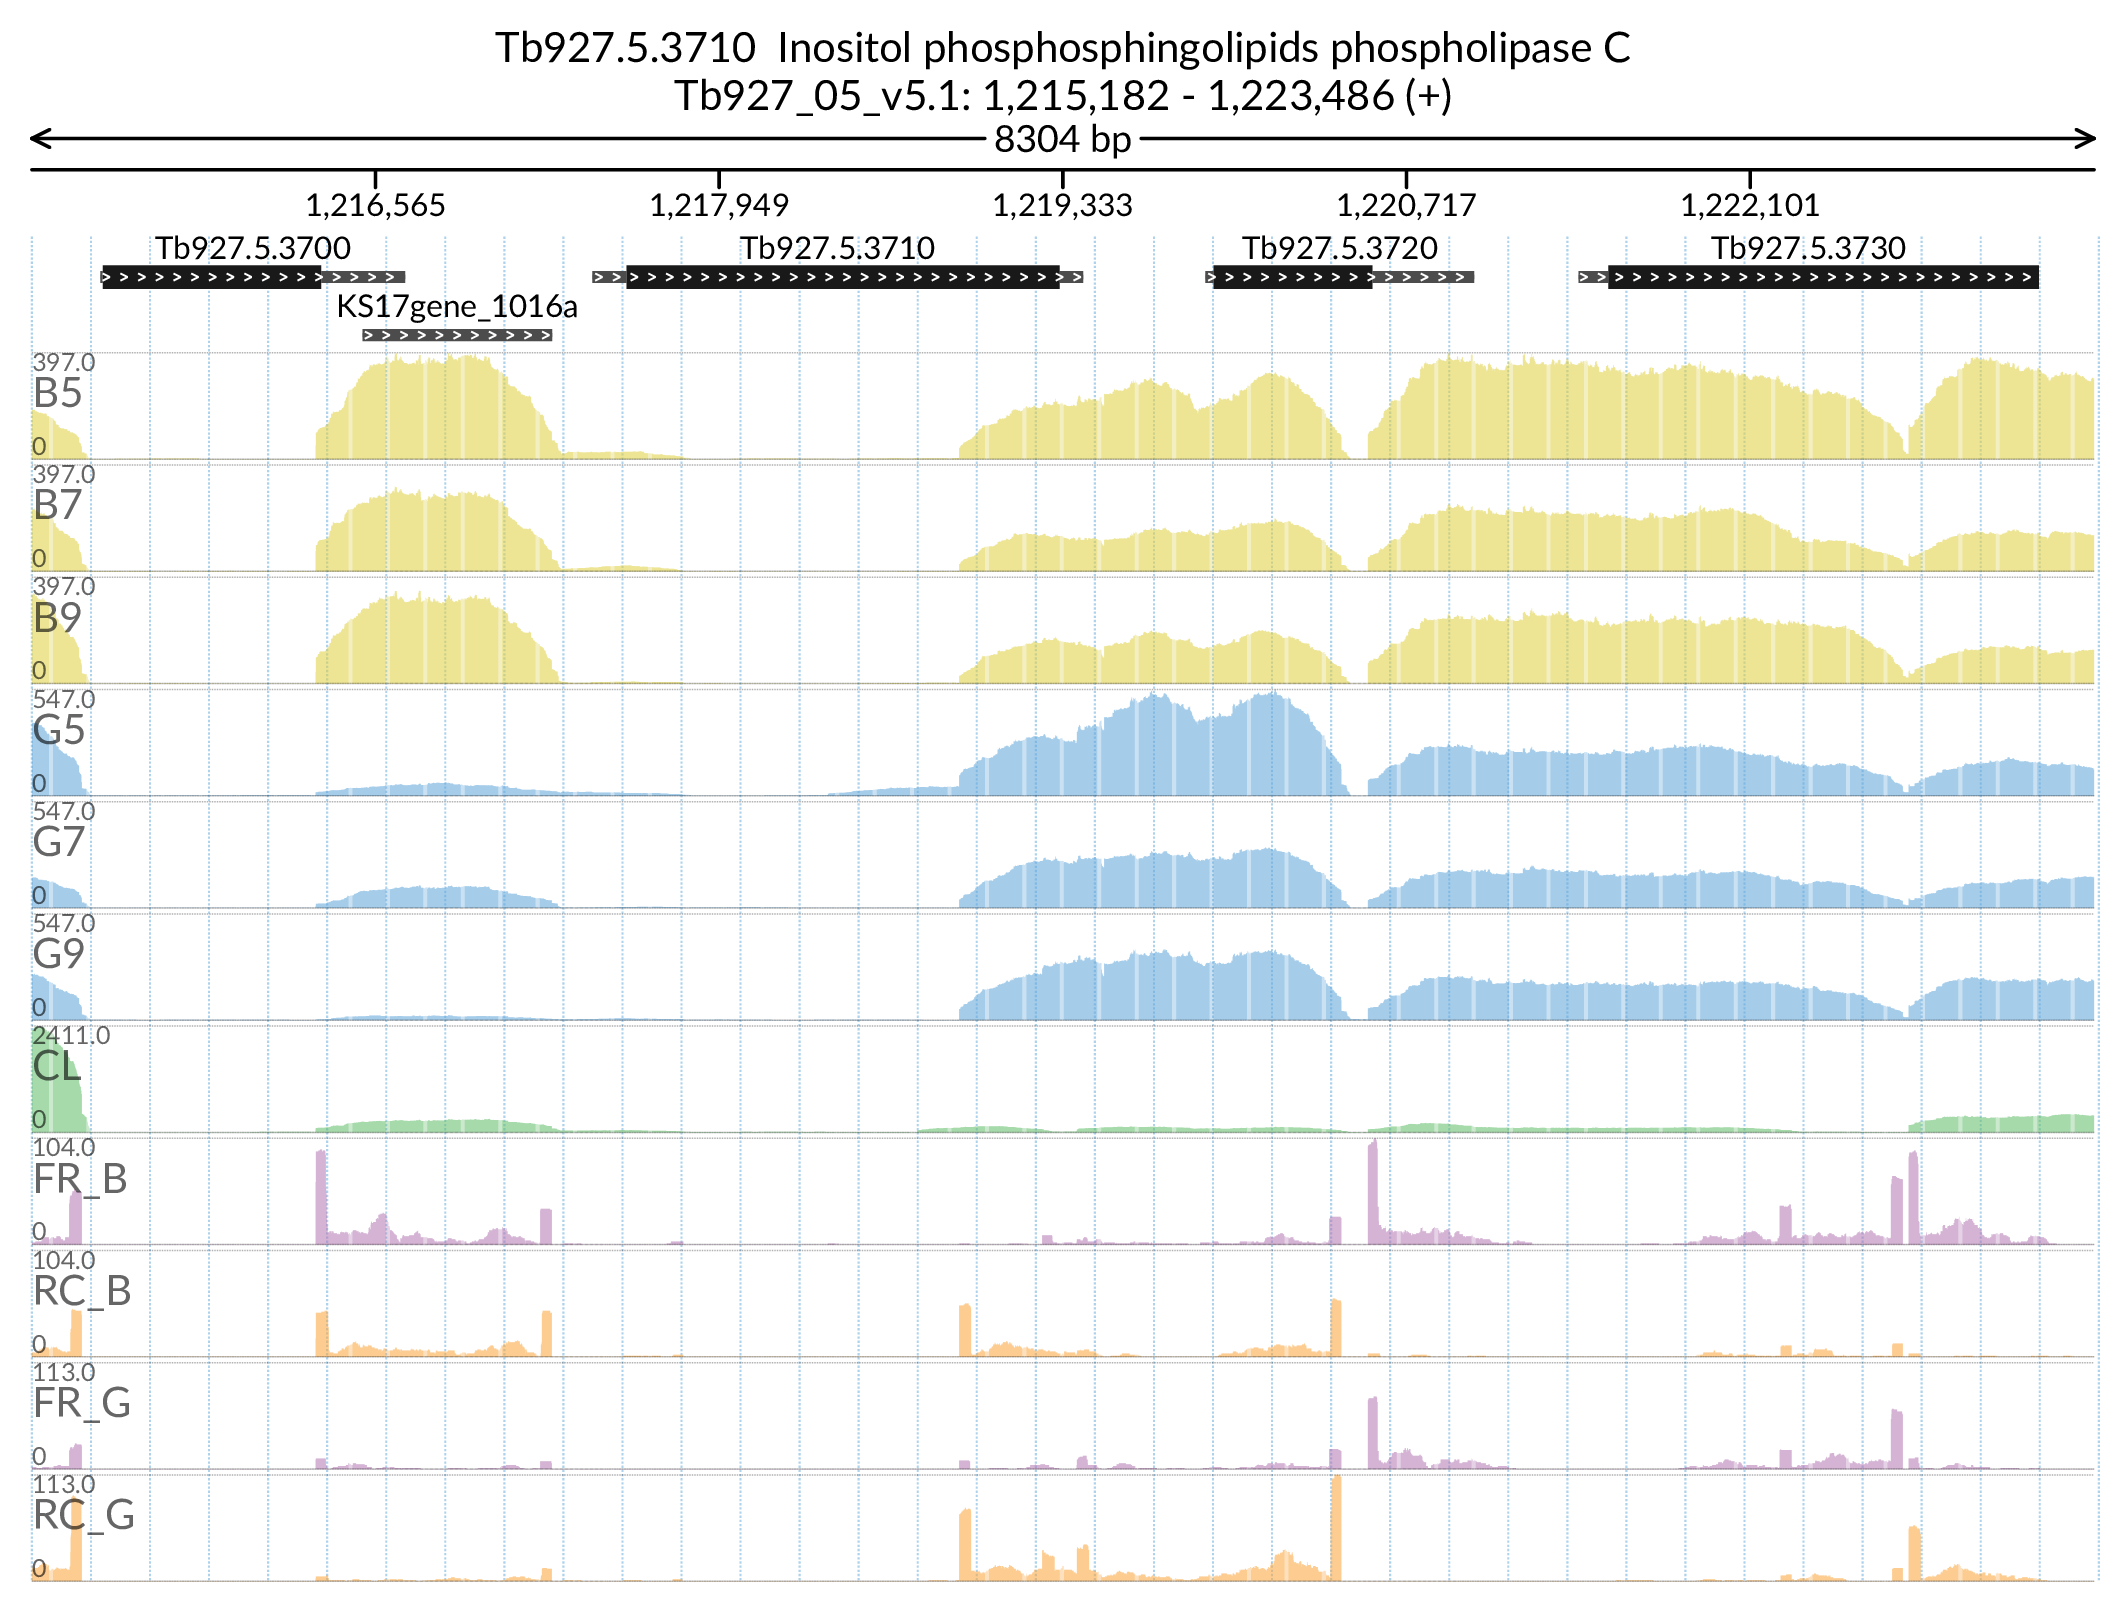 Tb927.5.3710  Inositol phosphosphingolipids phospholipase C
Tb927_05_v5.1: 1,215,182 - 1,223,486 (+)
8304 bp
1,216,565 1,217,949 1,219,333 1,220,717 1,222,101
Tb927.5.3700 Tb927.5.3710 Tb927.5.3720 Tb927.5.3730
KS17gene_1016a
397.0
B5
0
397.0
B7
0
397.0
B9
0
547.0
G5
0
547.0
G7
0
547.0
G9
0
2411.0
CL
0
104.0
FR_B
0
104.0
RC_B
0
113.0
FR_G
0
113.0
RC_G
0